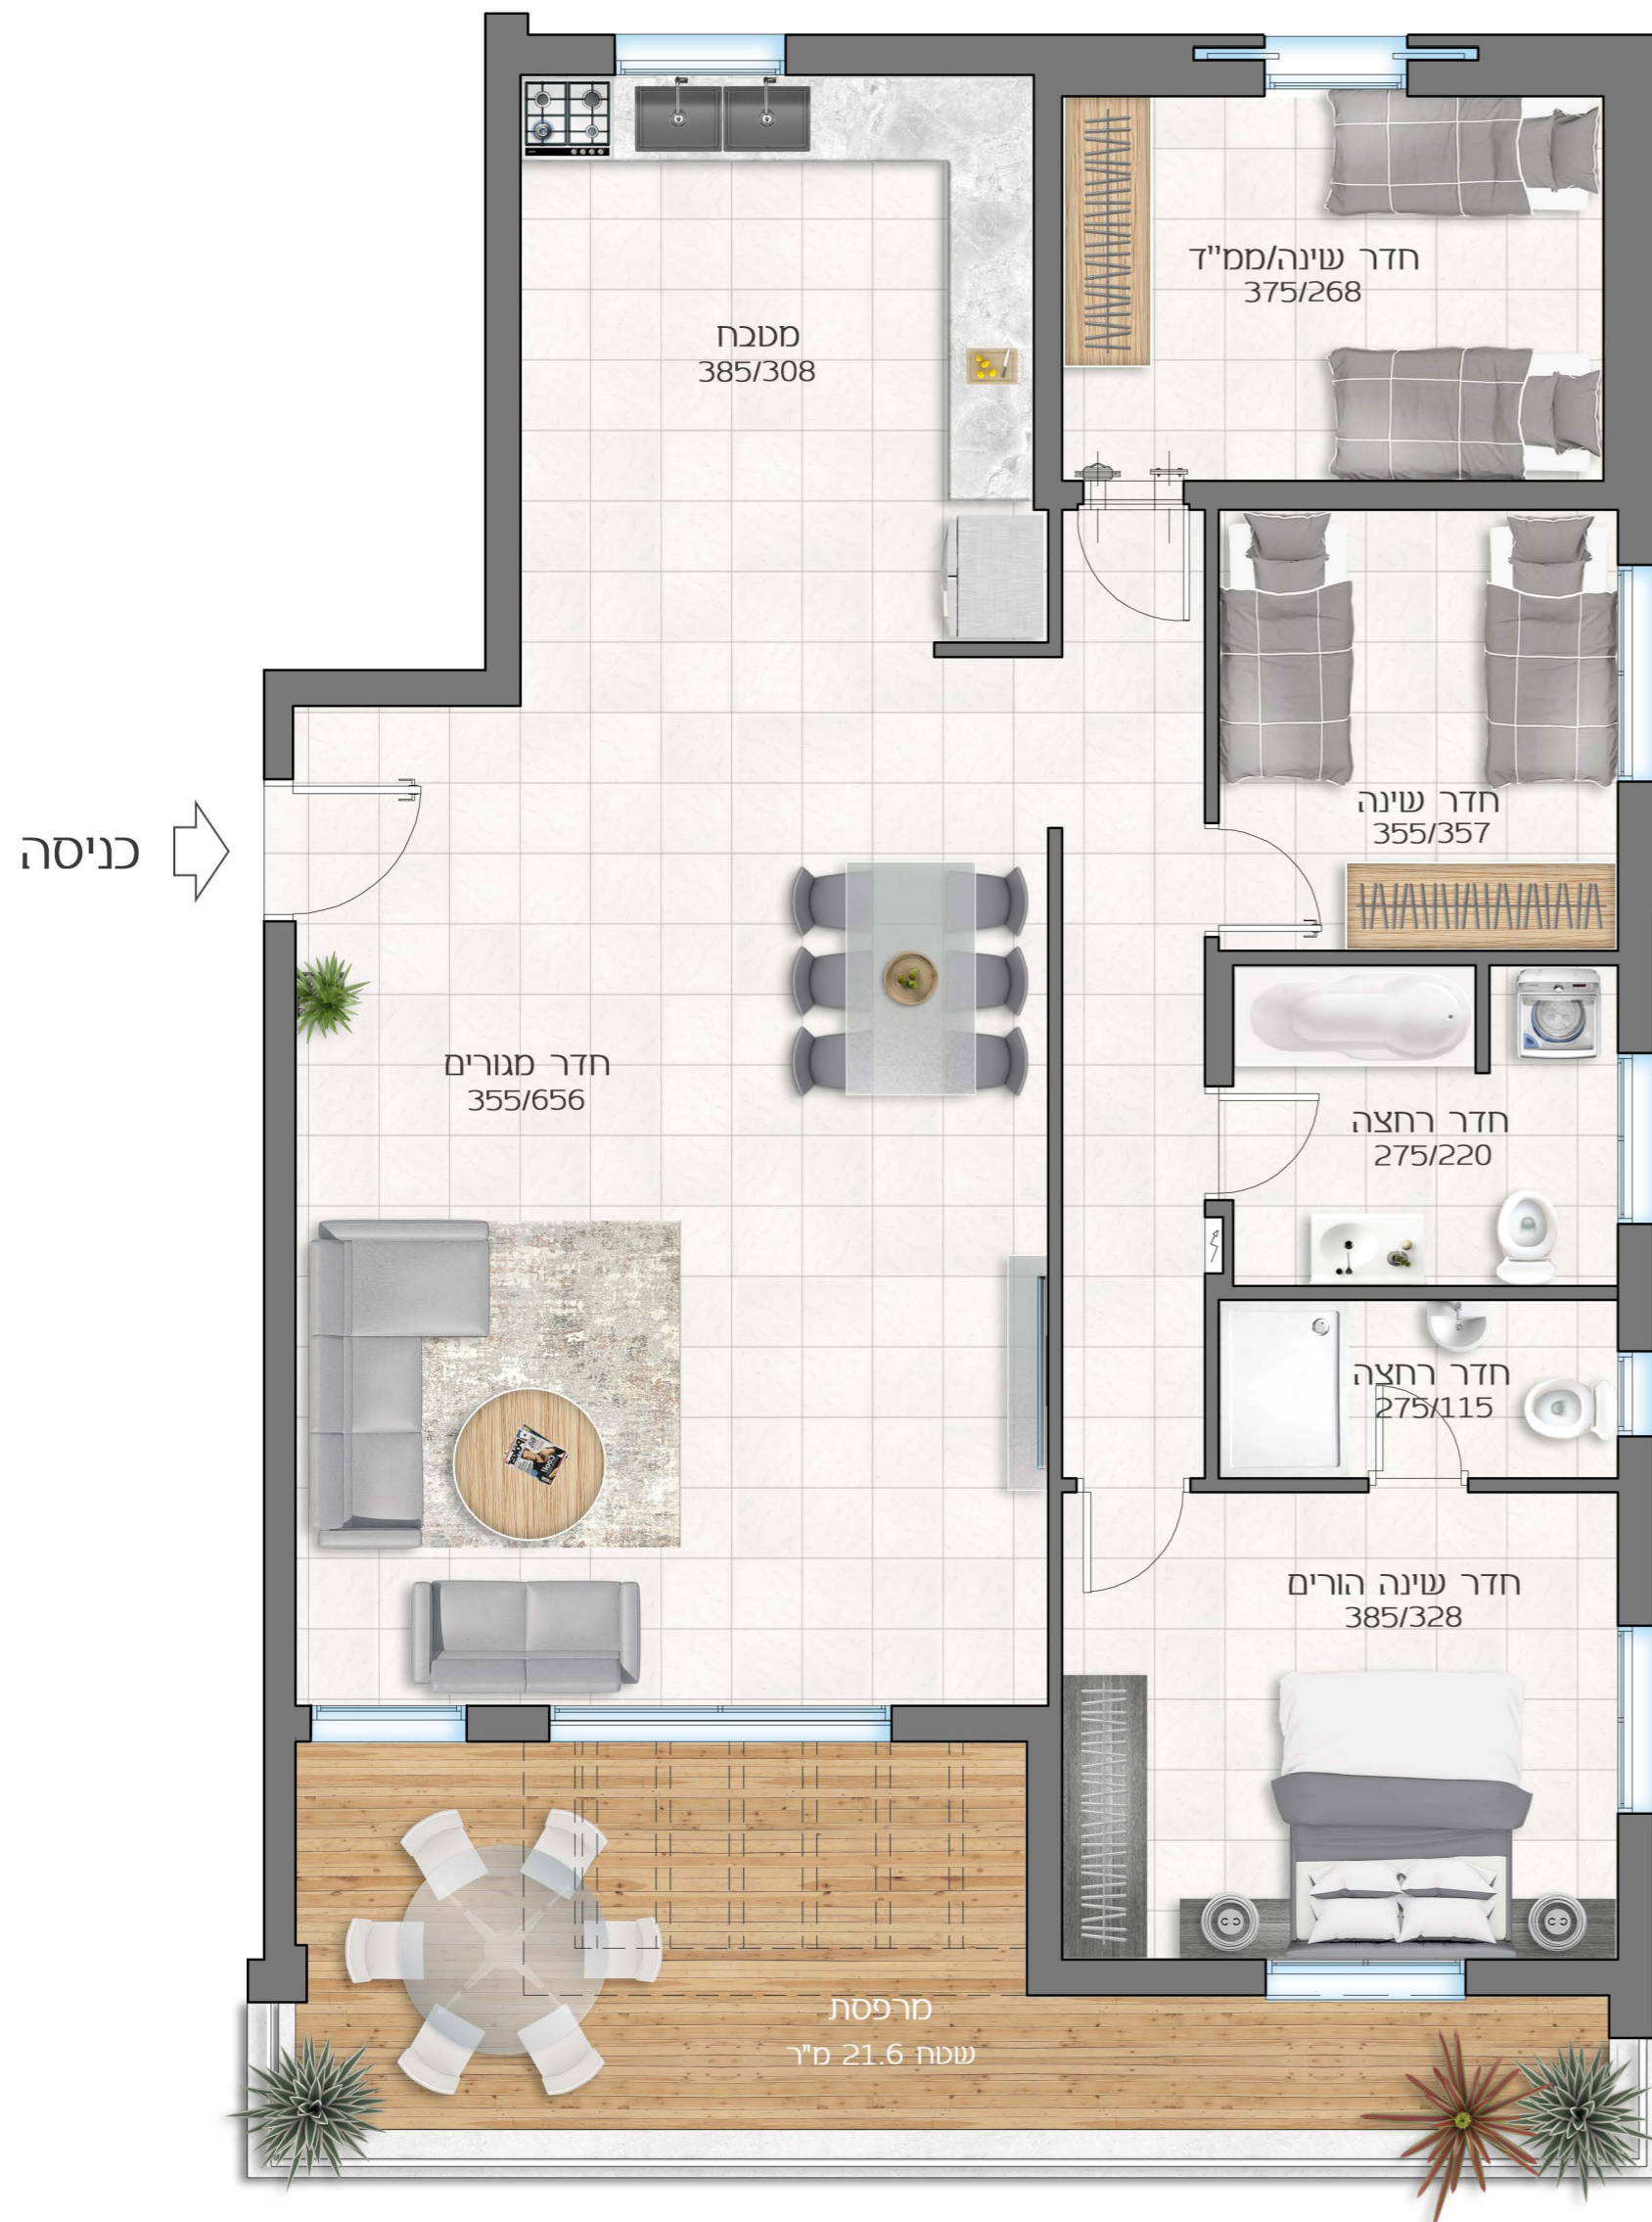 חדר שינה/ממ"ד
375/268
מטבח
385/308
חדר שינה
355/357
כניסה
חדר מגורים
355/656
חדר רחצה
275/220
חדר רחצה
275/115
חדר שינה הורים
385/328
מרפסת
שטח 21.6 מ"ר